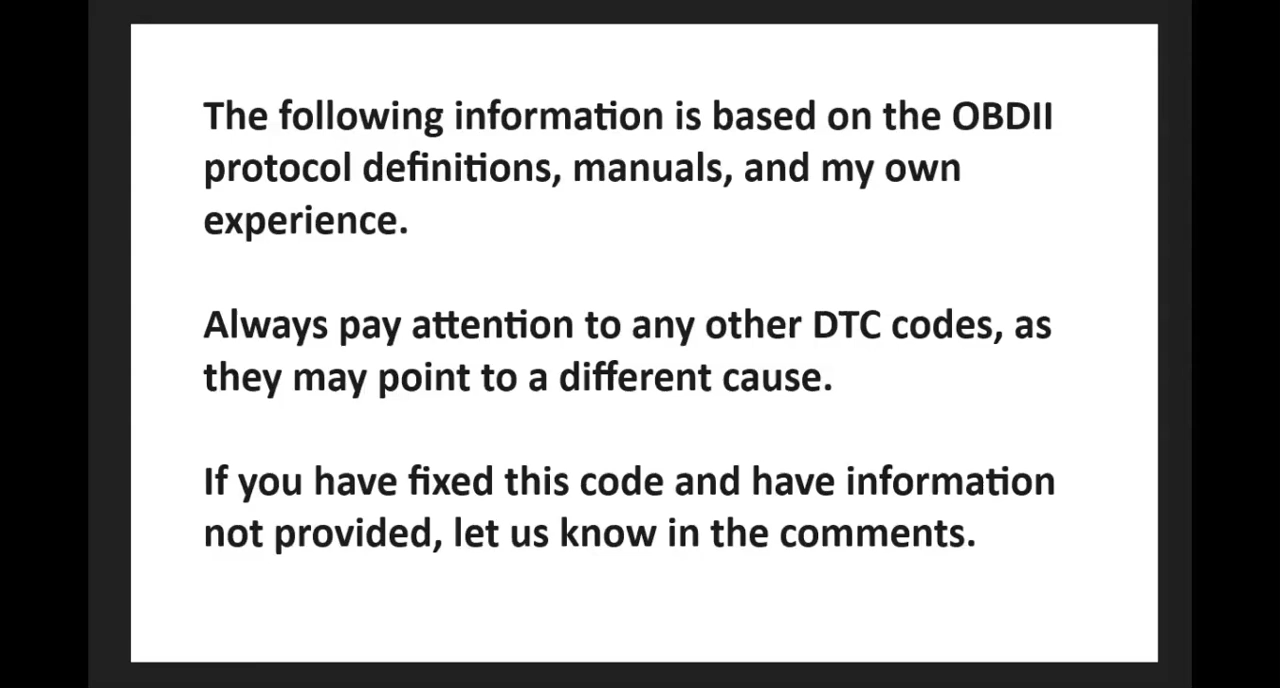 The following information is based on the OBDII
protocol definitions, manuals, and my own
experience.
Always pay attention to any other DTC codes, as
they may point to a different cause.
If you have fixed this code and have information
not provided, let us know in the comments.